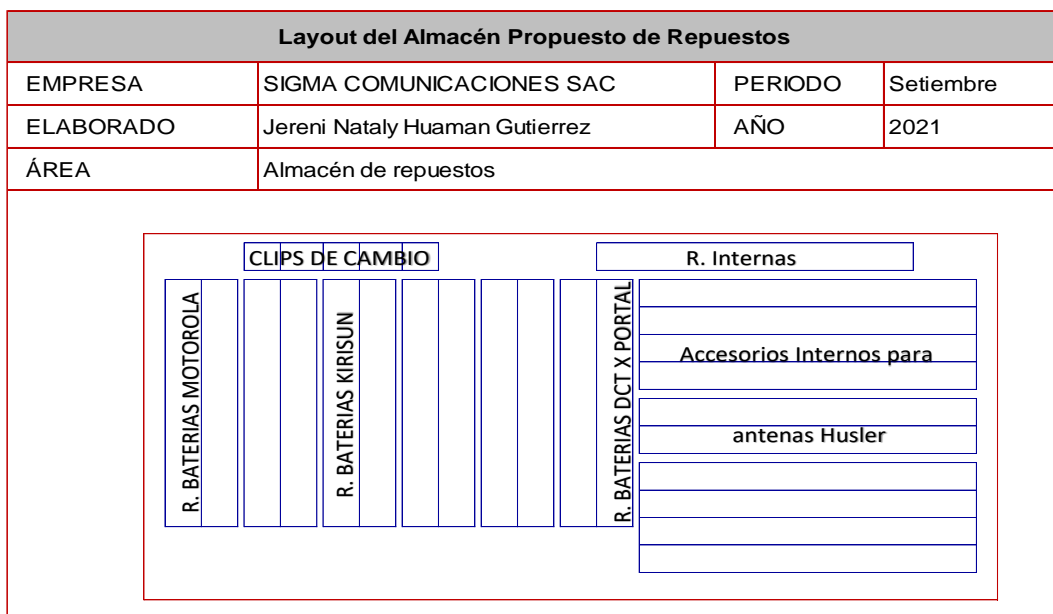 Layout del Almacén Propuesto de Repuestos
EMPRESA SIGMA COMUNICACIONES SAC PERIODO Setiembre
ELABORADO Jereni Nataly Huaman Gutierrez AÑO 2021
ÁREA Almacén de repuestos
CLIPS DE CAMBIO R. Internas
R. BATERIAS MOTOROLA
R. BATERIAS KIRISUN
R. BATERIAS DCT X PORTAL
Accesorios Internos para
antenas Husler